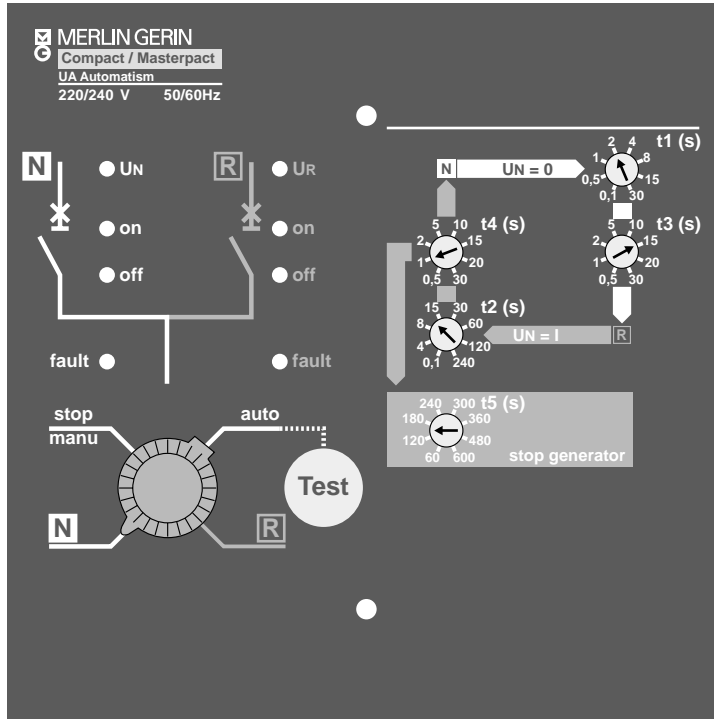 MERLIN GERIN
Compact / Masterpact
UA Automatism
220/240 V 50/60Hz
N
UN
on
off
fault
R
UR
on
off
fault
N
UN = 0
t1 (s)
0,1 0,5 1 2 4 8 15 30
t4 (s)
0,5 1 2 5 10 15 20 30
t3 (s)
0,5 1 2 5 10 15 20 30
t2 (s)
0,1 4 8 15 30 60 120 240
UN = I
R
t5 (s)
60 120 180 240 300 360 480 600
stop generator
stop
manu
auto
Test
N
R